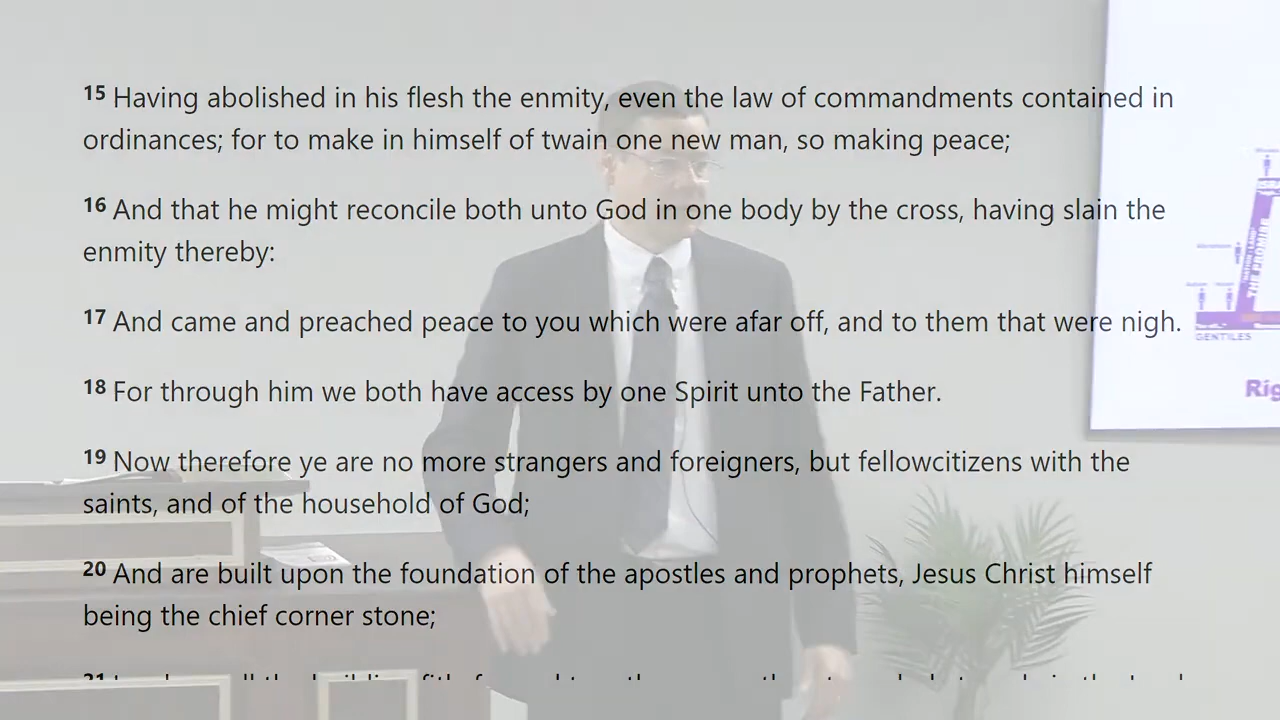 15 Having abolished in his flesh the enmity, even the law of commandments contained in
ordinances; for to make in himself of twain one new man, so making peace;
16 And that he might reconcile both unto God in one body by the cross, having slain the
enmity thereby:
17 And came and preached peace to you which were afar off, and to them that were nigh.
18 For through him we both have access by one Spirit unto the Father.
19 Now therefore ye are no more strangers and foreigners, but fellowcitizens with the
saints, and of the household of God;
20 And are built upon the foundation of the apostles and prophets, Jesus Christ himself
being the chief corner stone;
GENTILES